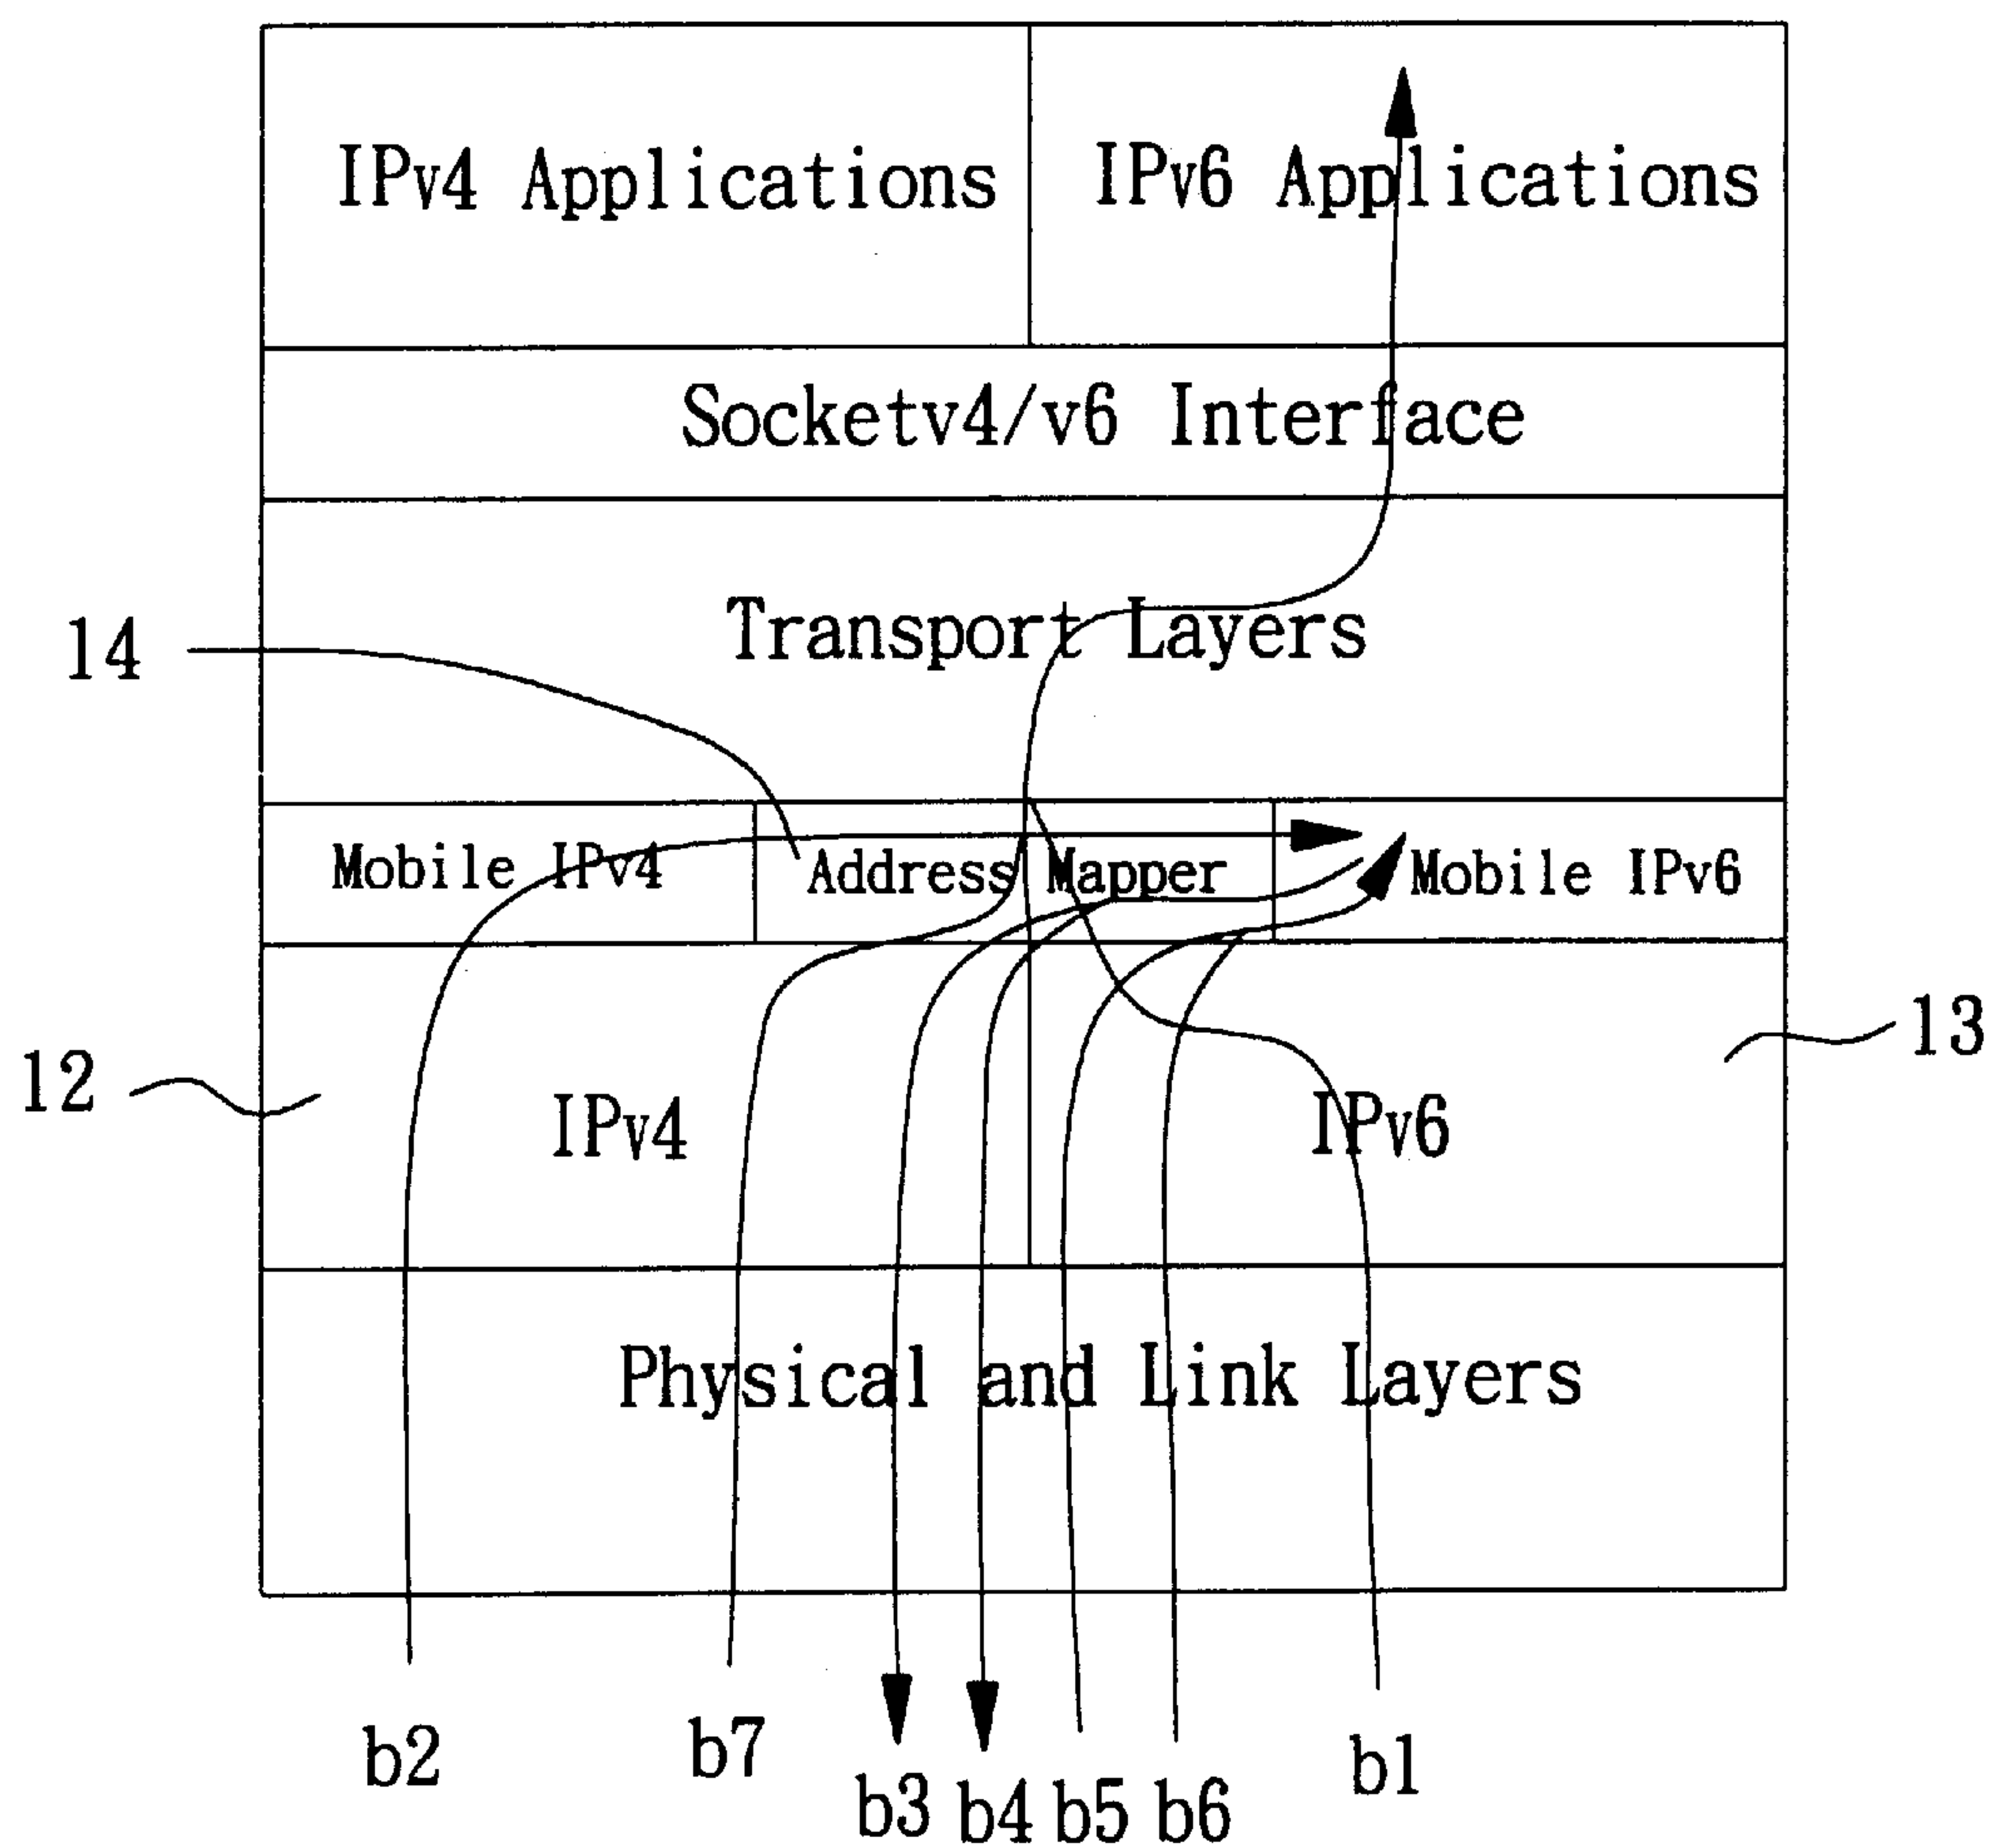 IPv4 Applications
IPv6 Applications
Socketv4/v6 Interface
Transport Layers
14
Mobile IPv4
Address Mapper
Mobile IPv6
12
13
IPv4
IPv6
Physical and Link Layers
b2
b7
b3
b4
b5
b6
b1